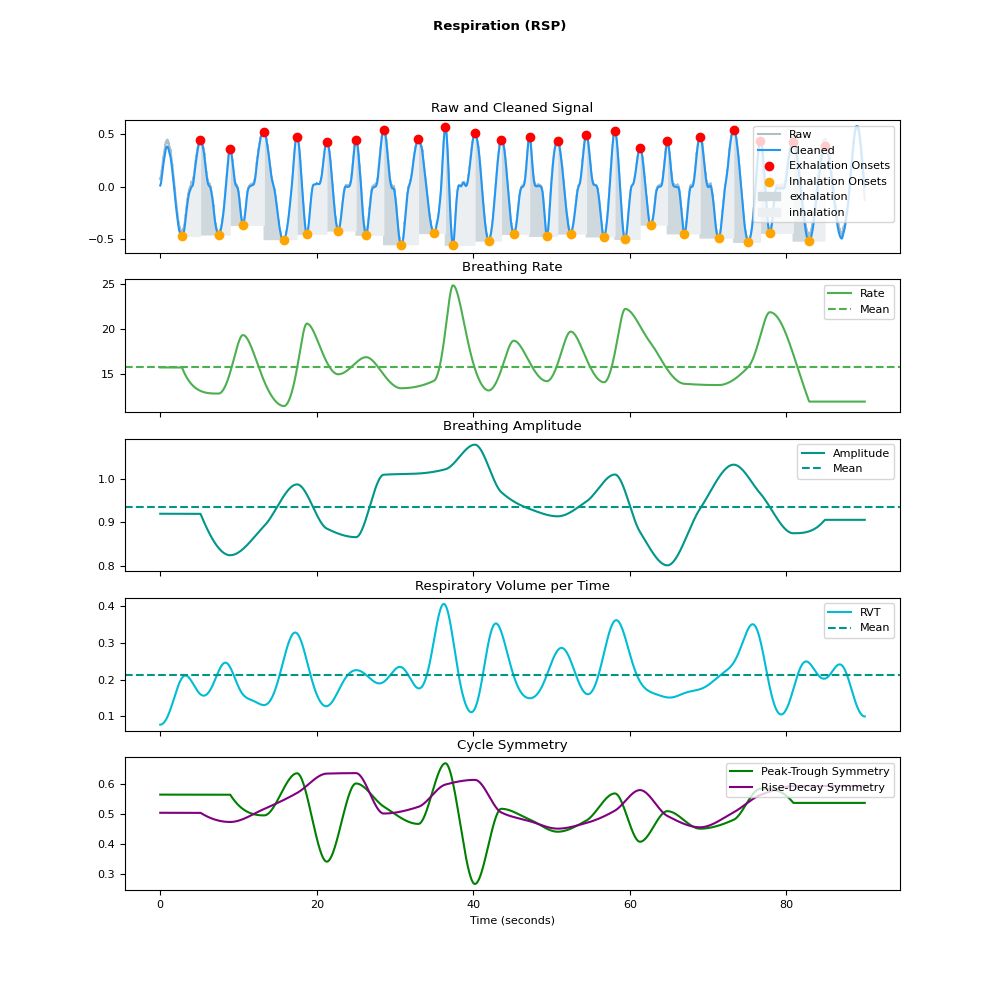 Respiration (RSP)
Raw and Cleaned Signal
0.5
0.0
−0.5
Raw
Cleaned
Exhalation Onsets
Inhalation Onsets
exhalation
inhalation
Breathing Rate
25
20
15
Rate
Mean
Breathing Amplitude
1.0
0.9
0.8
Amplitude
Mean
Respiratory Volume per Time
0.4
0.3
0.2
0.1
RVT
Mean
Cycle Symmetry
0.6
0.5
0.4
0.3
Peak-Trough Symmetry
Rise-Decay Symmetry
0 20 40 60 80
Time (seconds)